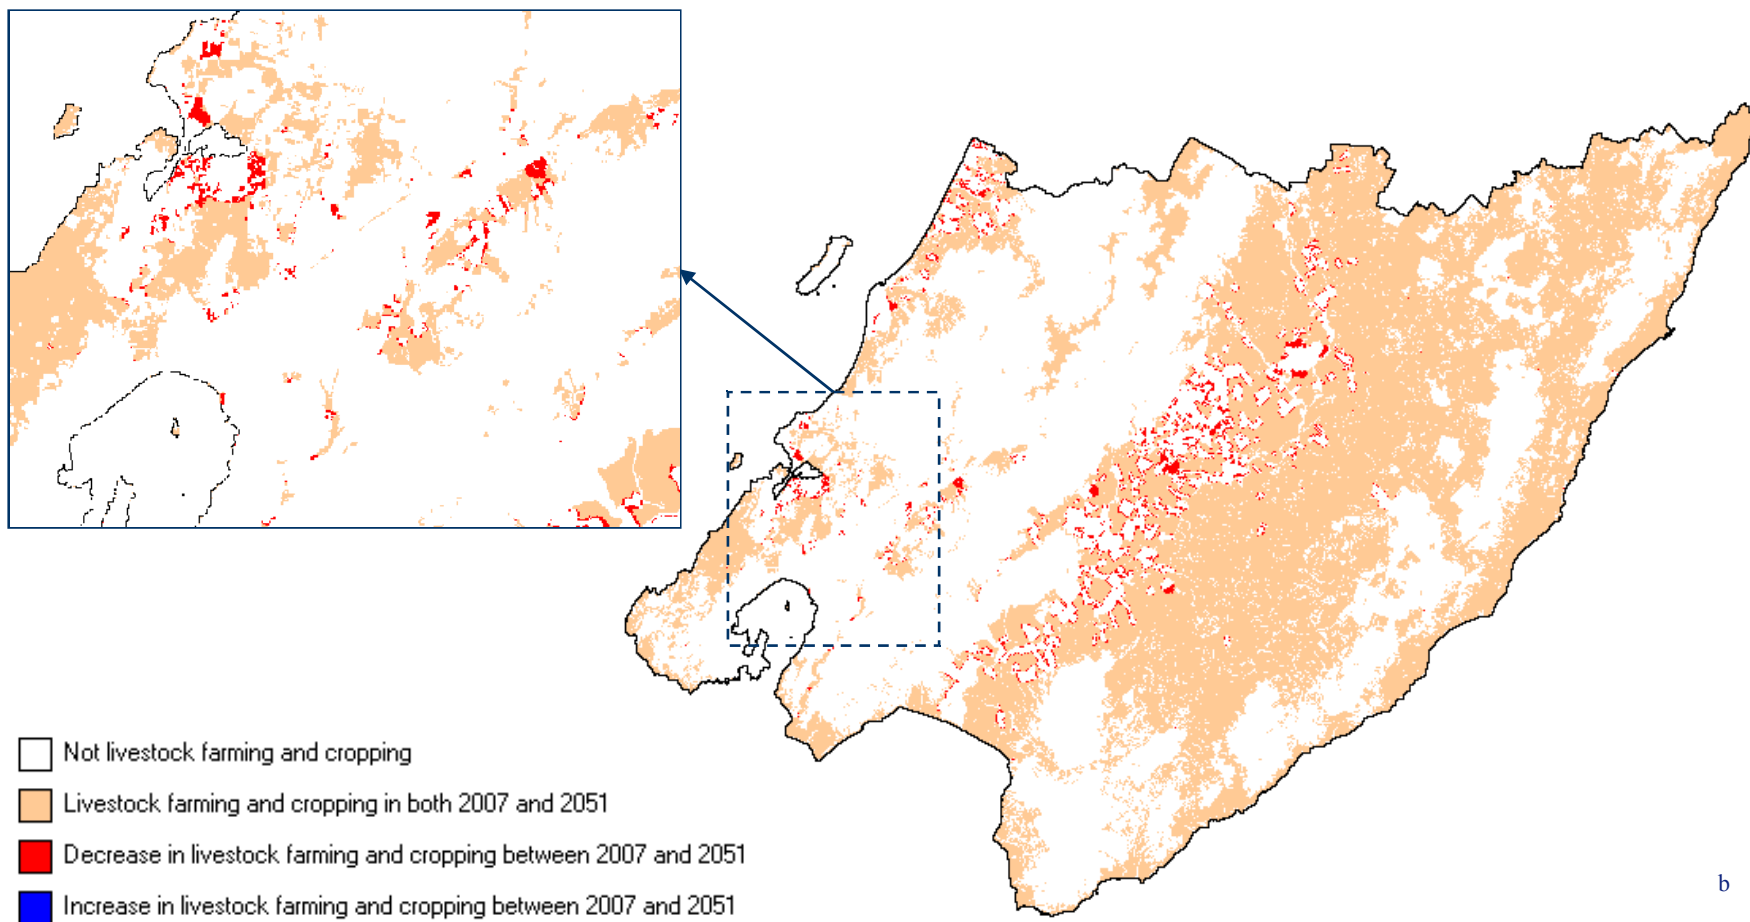 Not livestock farming and cropping
Livestock farming and cropping in both 2007 and 2051
Decrease in livestock farming and cropping between 2007 and 2051
Increase in livestock farming and cropping between 2007 and 2051
b